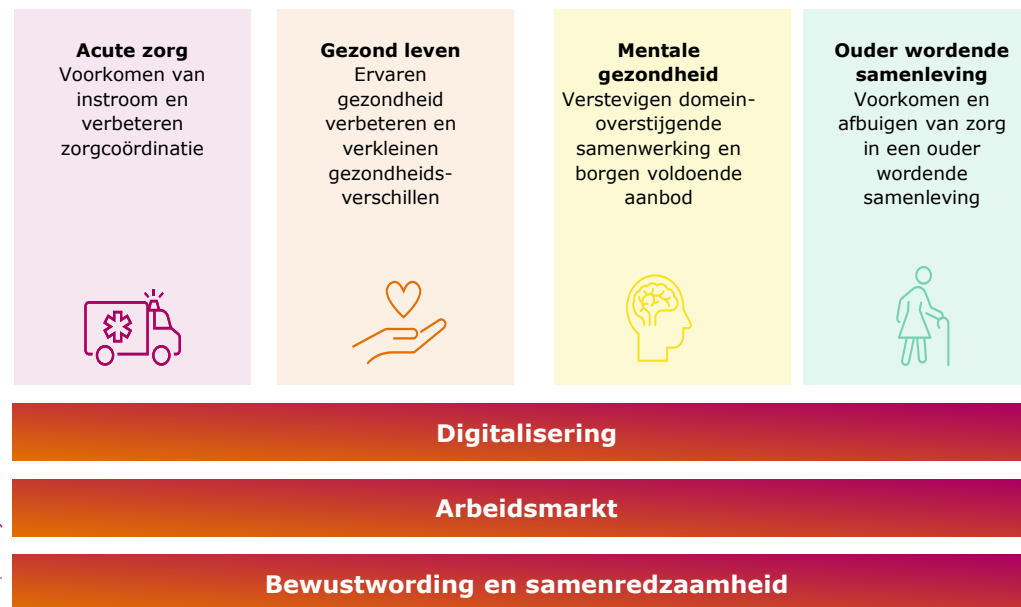 Acute zorg
Voorkomen van
instroom en
verbeteren
zorgcoördinatie
Gezond leven
Ervaren
gezondheid
verbeteren en
verkleinen
gezondheids-
verschillen
Mentale
gezondheid
Verstevigen domein-
overstijgende
samenwerking en
borgen voldoende
aanbod
Ouder wordende
samenleving
Voorkomen en
afbuigen van zorg
in een ouder
wordende
samenleving
Digitalisering
Arbeidsmarkt
Bewustwording en samenredzaamheid